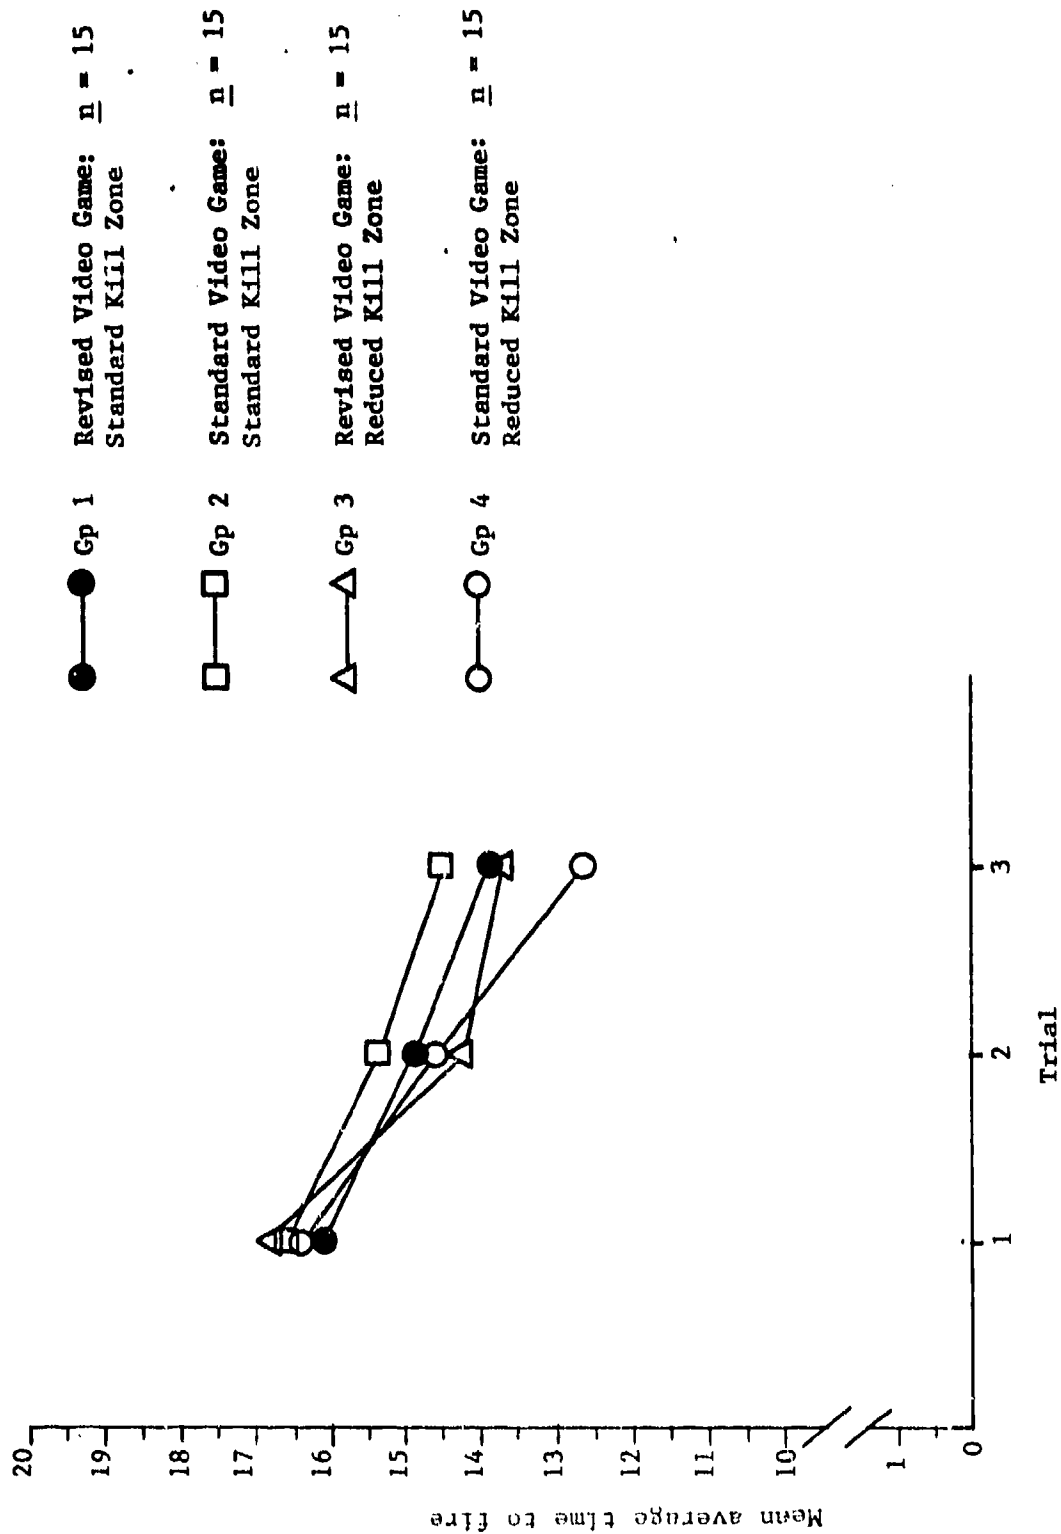 Gp 1 Revised Video Game: n = 15
Standard Kill Zone
Gp 2 Standard Video Game: n = 15
Standard Kill Zone
Gp 3 Revised Video Game: n = 15
Reduced Kill Zone
Gp 4 Standard Video Game: n = 15
Reduced Kill Zone
Mean average time to fire
20
19
18
17
16
15
14
13
12
11
10
1
0
1
2
3
Trial